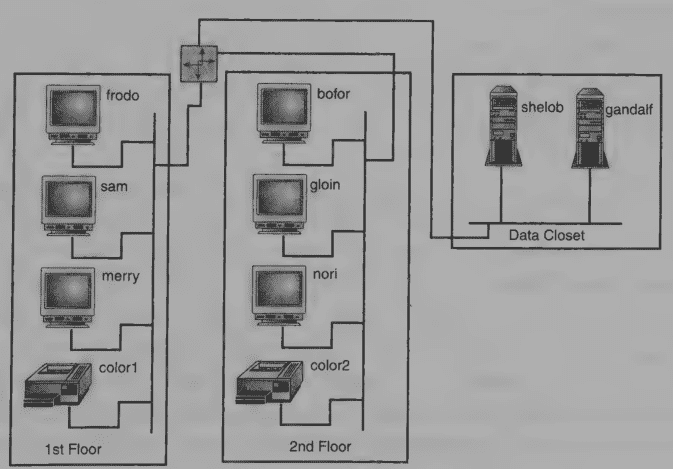 frodo
sam
merry
color1
1st Floor
bofor
gloin
nori
color2
2nd Floor
shelob
gandalf
Data Closet